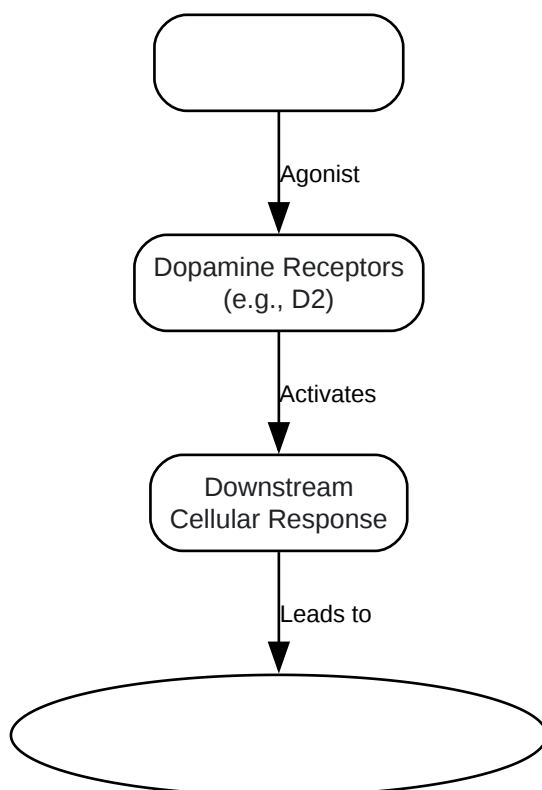 Agonist
Dopamine Receptors
(e.g., D2)
Activates
Downstream
Cellular Response
Leads to